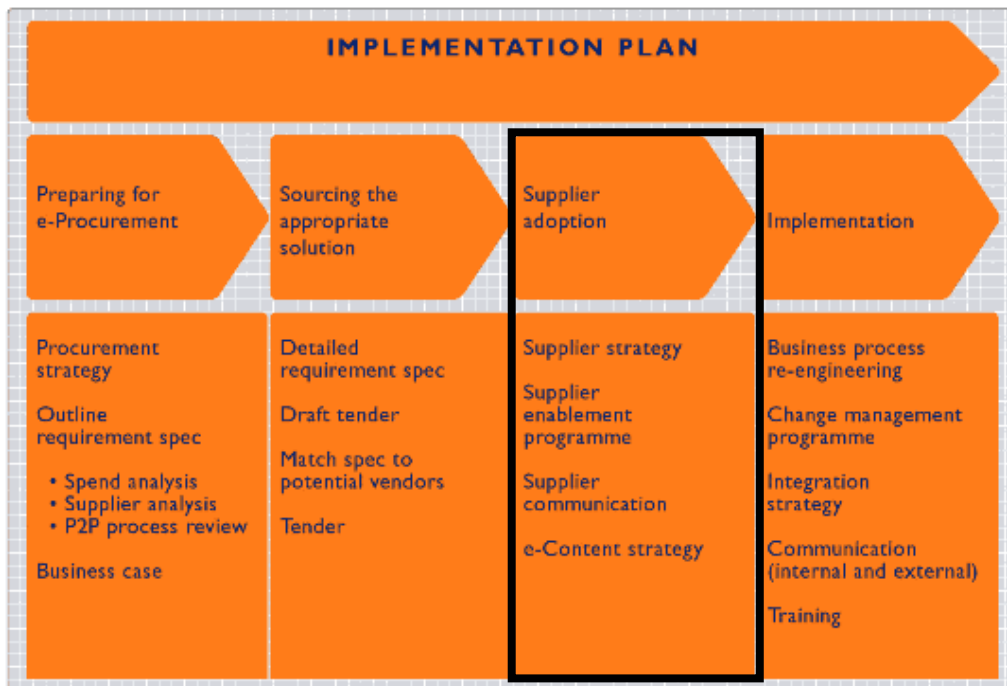 IMPLEMENTATION PLAN
Preparing for
e-Procurement
Sourcing the
appropriate
solution
Supplier
adoption
Implementation
Procurement
strategy
Outline
requirement spec
• Spend analysis
• Supplier analysis
• P2P process review
Business case
Detailed
requirement spec
Draft tender
Match spec to
potential vendors
Tender
Supplier strategy
Supplier
enablement
programme
Supplier
communication
e-Content strategy
Business process
re-engineering
Change management
programme
Integration
strategy
Communication
(internal and external)
Training